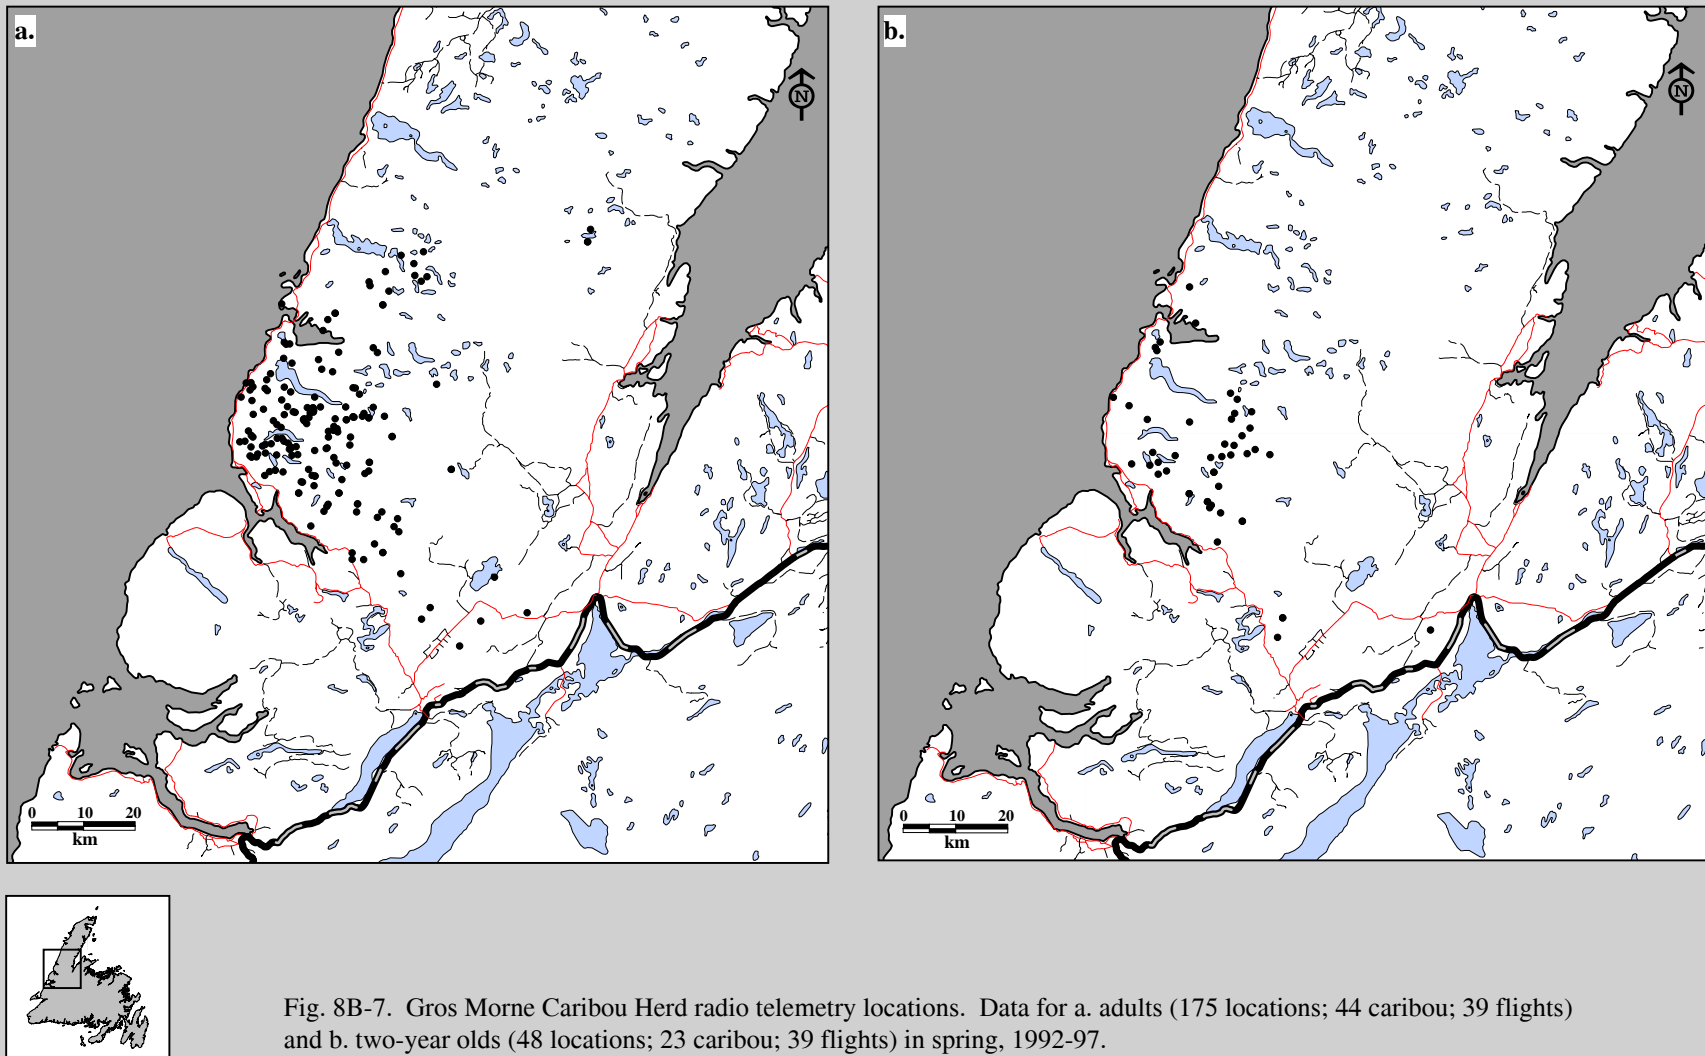 a.
N
0 10 20
km
b.
N
0 10 20
km
Fig. 8B-7. Gros Morne Caribou Herd radio telemetry locations. Data for a. adults (175 locations; 44 caribou; 39 flights)
and b. two-year olds (48 locations; 23 caribou; 39 flights) in spring, 1992-97.